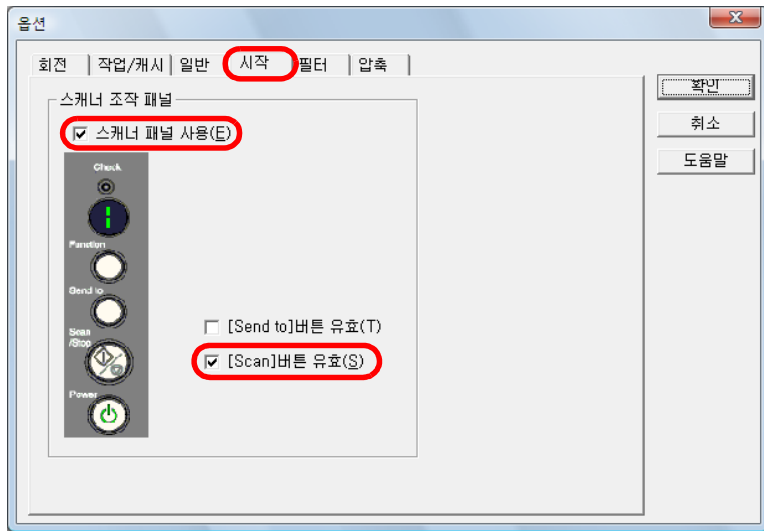 옵션
회전 작업/캐시 일반 시작 필터 압축
확인
취소
도움말
스캐너 조작 패널
스캐너 패널 사용(E)
Check
Function
Send to
Scan
/Stop
Power
[Send to]버튼 유효(T)
[Scan]버튼 유효(S)